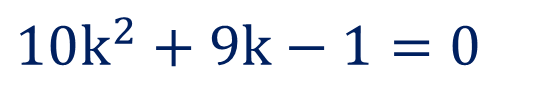 10k² + 9k − 1 = 0